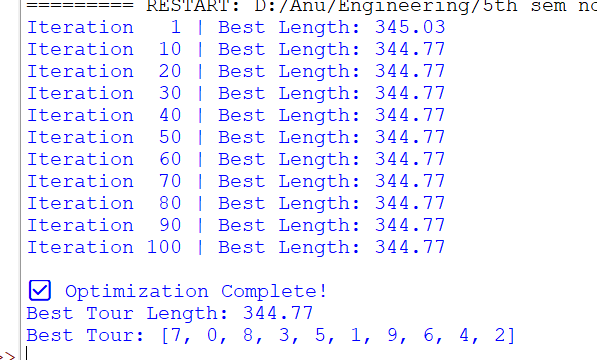 ========= RESTART: D:/Anu/Engineering/5th sem no
Iteration   1 | Best Length: 345.03
Iteration  10 | Best Length: 344.77
Iteration  20 | Best Length: 344.77
Iteration  30 | Best Length: 344.77
Iteration  40 | Best Length: 344.77
Iteration  50 | Best Length: 344.77
Iteration  60 | Best Length: 344.77
Iteration  70 | Best Length: 344.77
Iteration  80 | Best Length: 344.77
Iteration  90 | Best Length: 344.77
Iteration 100 | Best Length: 344.77
☑ Optimization Complete!
Best Tour Length: 344.77
Best Tour: [7, 0, 8, 3, 5, 1, 9, 6, 4, 2]
>>